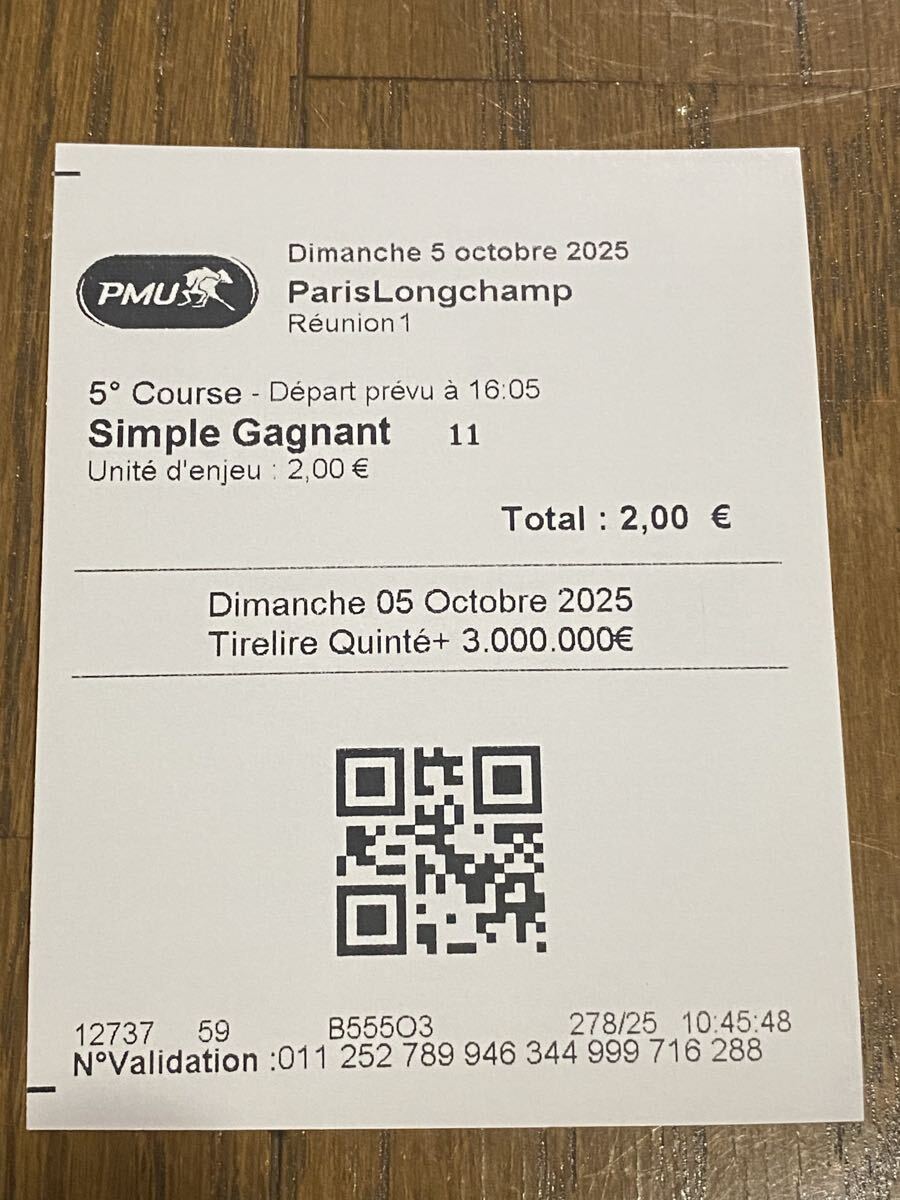 Dimanche 5 octobre 2025
PMU
ParisLongchamp
Réunion 1
5° Course - Départ prévu à 16:05
Simple Gagnant 11
Unité d'enjeu : 2,00 €
Total : 2,00 €
Dimanche 05 Octobre 2025
Tirelire Quinté+ 3.000.000€
12737 59 B555O3 278/25 10:45:48
N°Validation :011 252 789 946 344 999 716 288